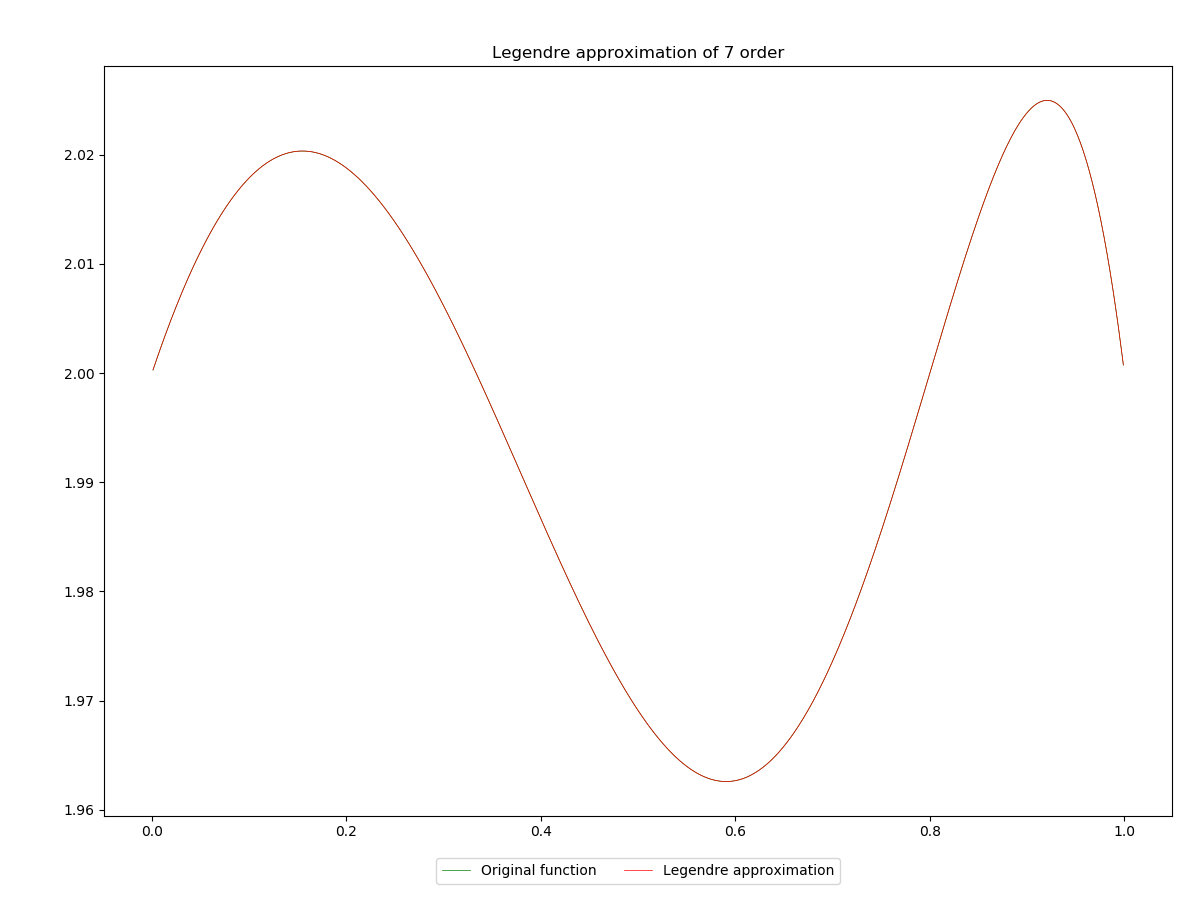 Legendre approximation of 7 order
2.02
2.01
2.00
1.99
1.98
1.97
1.96
0.0 0.2 0.4 0.6 0.8 1.0
Original function Legendre approximation